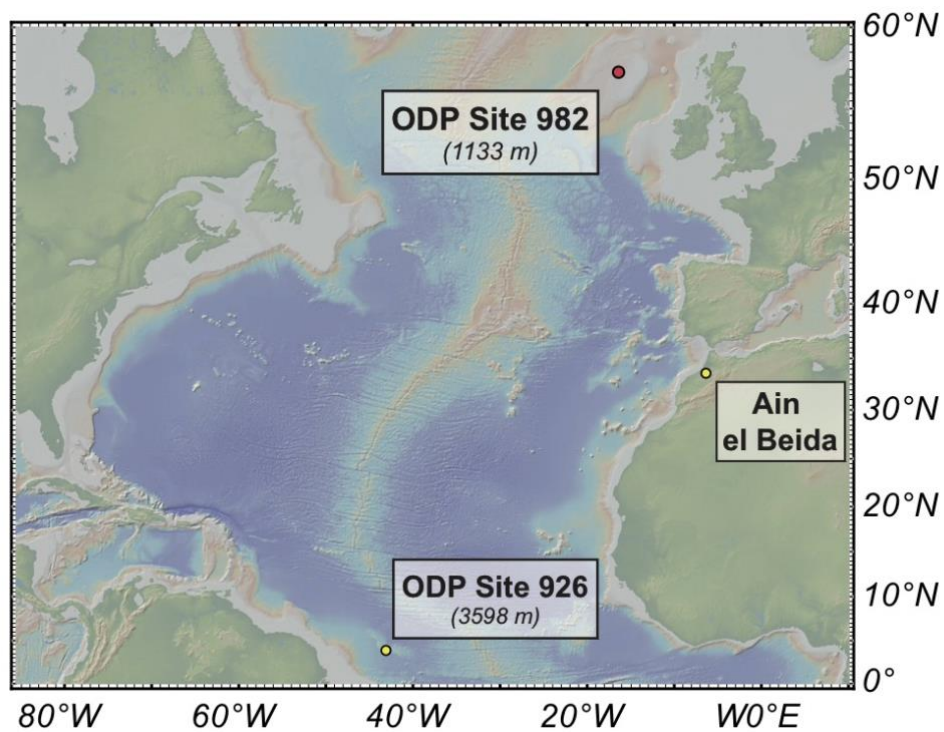 60°N
ODP Site 982
(1133 m)
50°N
40°N
Ain
el Beida
30°N
20°N
ODP Site 926
(3598 m)
10°N
0°
80°W 60°W 40°W 20°W W0°E